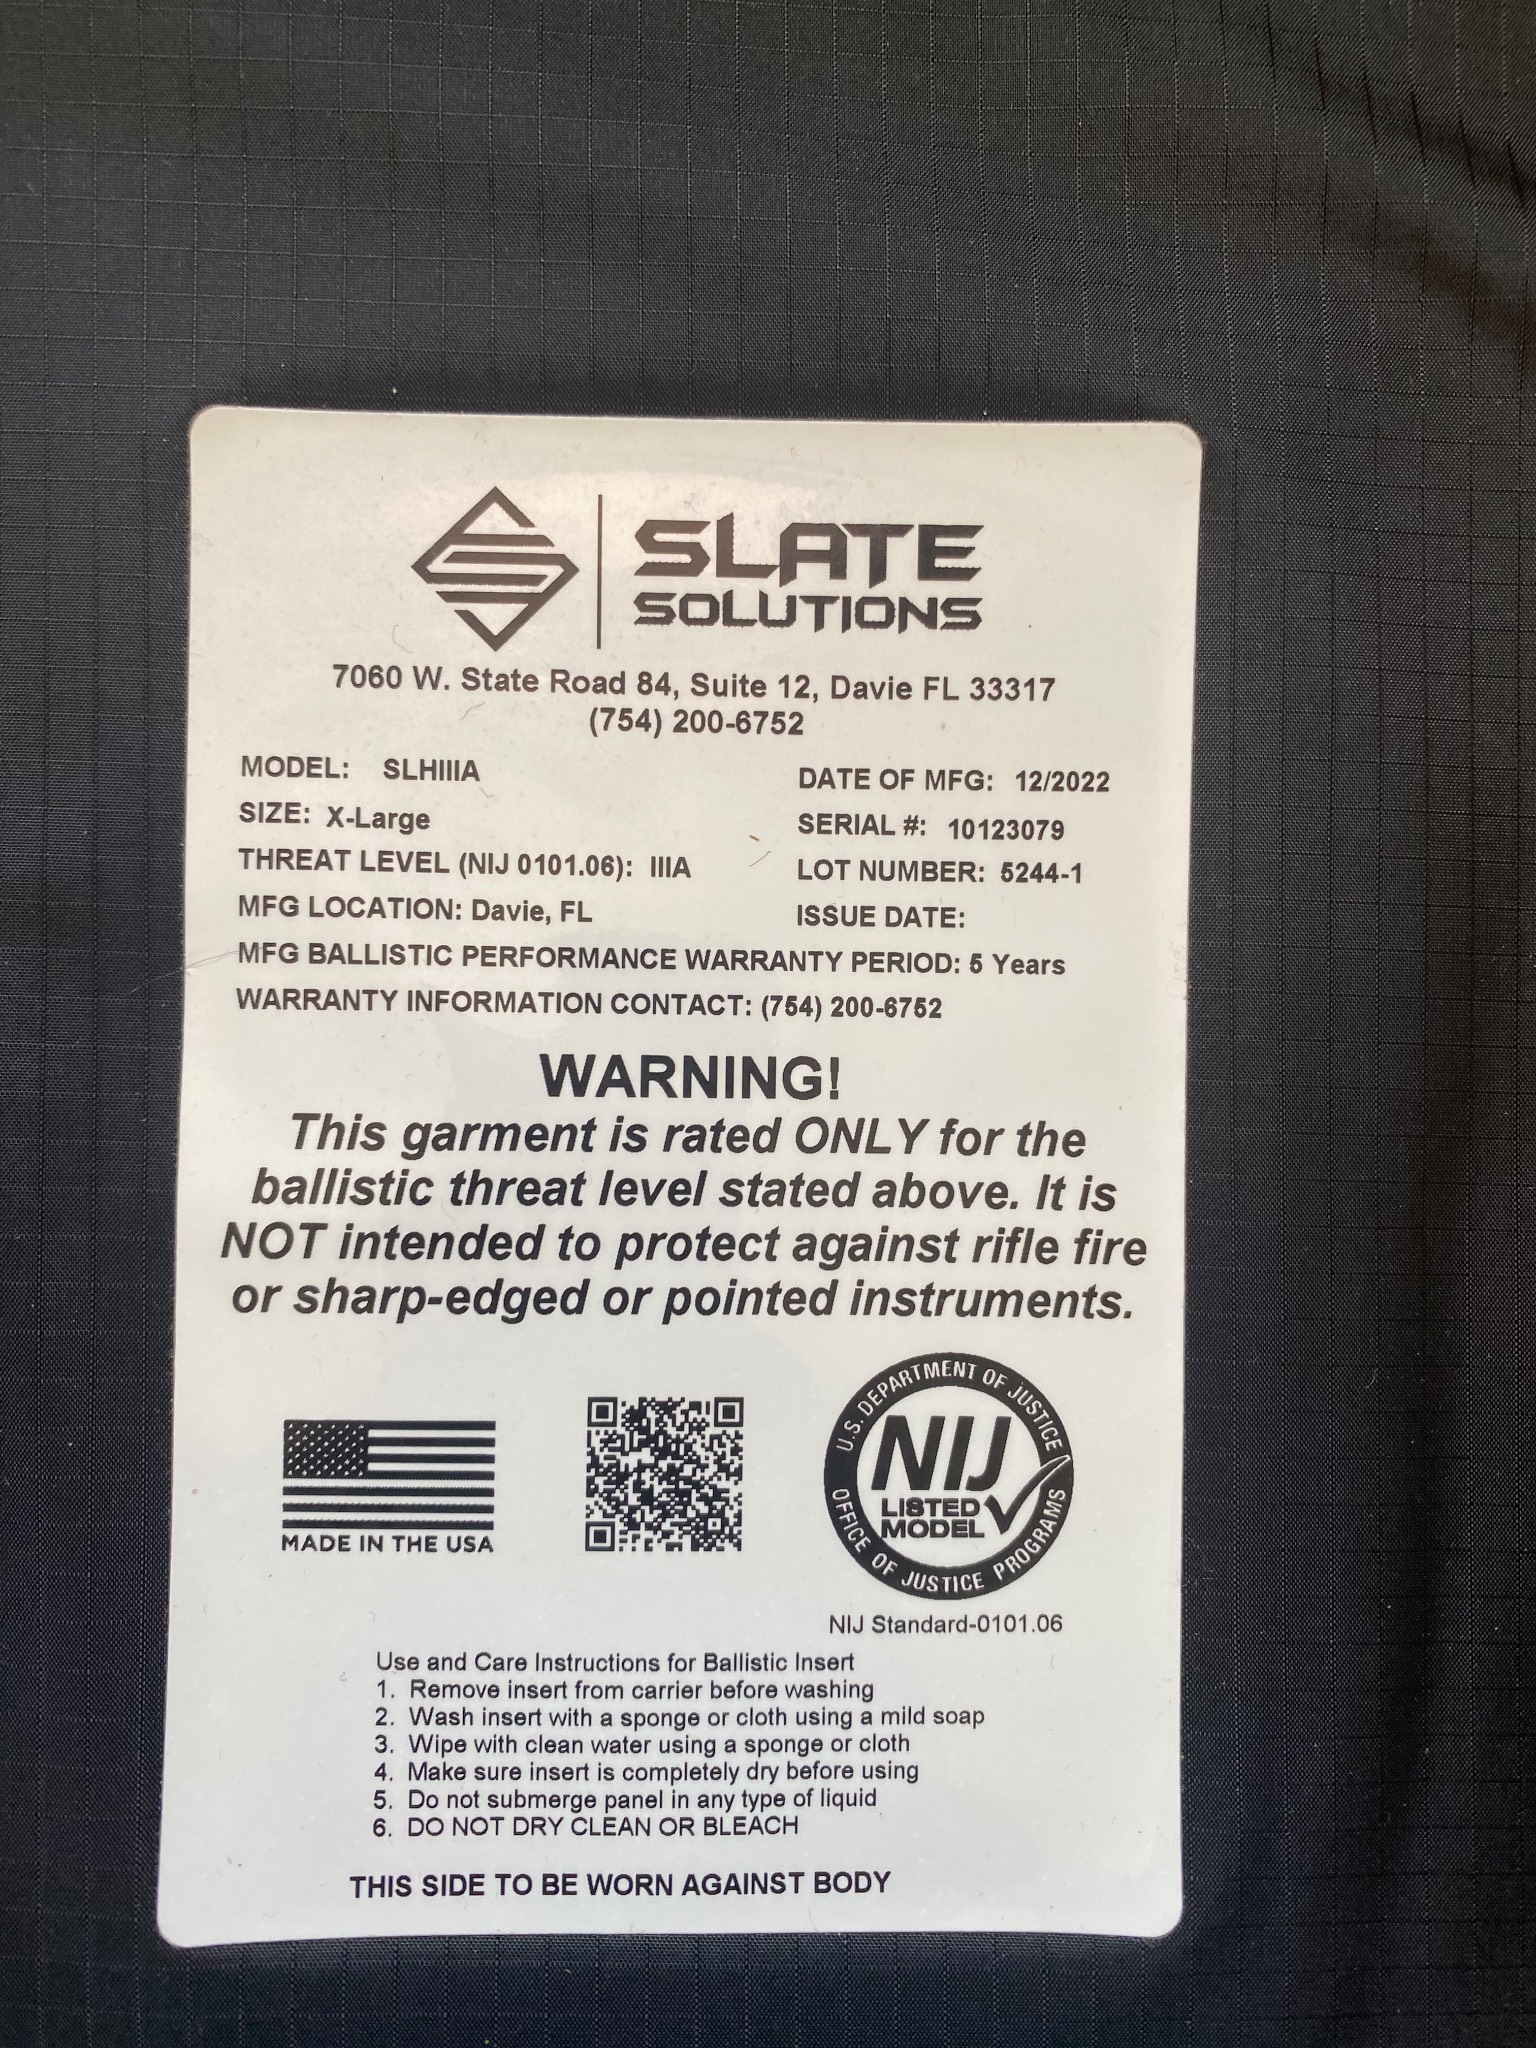 SLATE
SOLUTIONS
7060 W. State Road 84, Suite 12, Davie FL 33317
(754) 200-6752
MODEL: SLHIIIA
DATE OF MFG: 12/2022
SIZE: X-Large
SERIAL #: 10123079
THREAT LEVEL (NIJ 0101.06): IIIA
LOT NUMBER: 5244-1
MFG LOCATION: Davie, FL
ISSUE DATE:
MFG BALLISTIC PERFORMANCE WARRANTY PERIOD: 5 Years
WARRANTY INFORMATION CONTACT: (754) 200-6752
WARNING!
This garment is rated ONLY for the
ballistic threat level stated above. It is
NOT intended to protect against rifle fire
or sharp-edged or pointed instruments.
MADE IN THE USA
U.S. DEPARTMENT OF JUSTICE
NIJ
LISTED
MODEL
OFFICE OF JUSTICE PROGRAMS
NIJ Standard-0101.06
Use and Care Instructions for Ballistic Insert
1. Remove insert from carrier before washing
2. Wash insert with a sponge or cloth using a mild soap
3. Wipe with clean water using a sponge or cloth
4. Make sure insert is completely dry before using
5. Do not submerge panel in any type of liquid
6. DO NOT DRY CLEAN OR BLEACH
THIS SIDE TO BE WORN AGAINST BODY